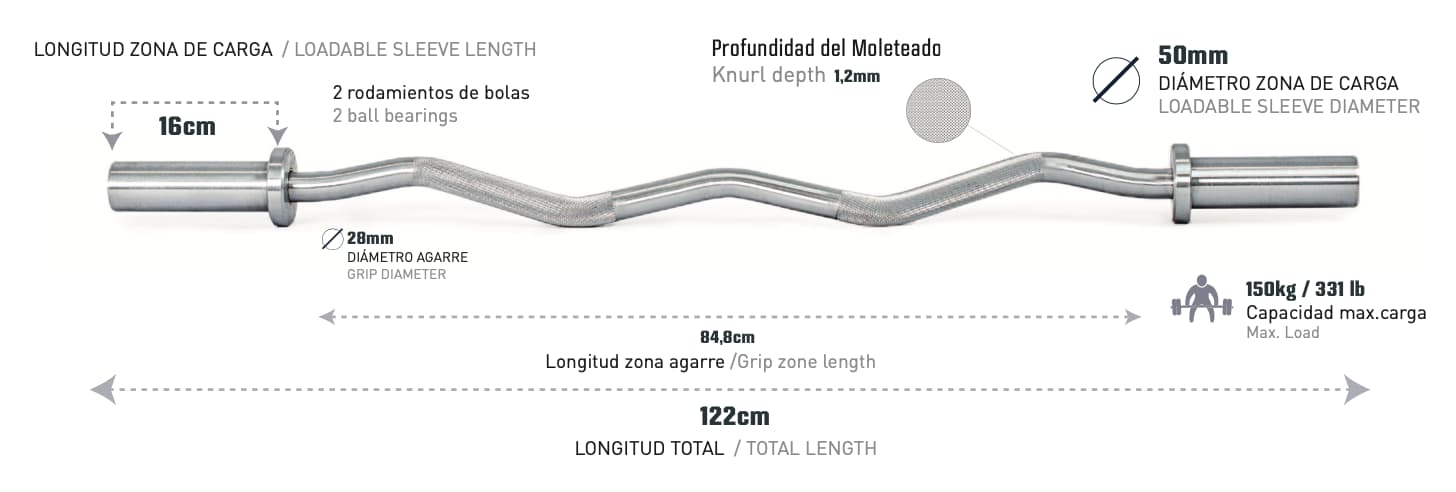 LONGITUD ZONA DE CARGA / LOADABLE SLEEVE LENGTH
16cm
2 rodamientos de bolas
2 ball bearings
Profundidad del Moleteado
Knurl depth 1,2mm
50mm
DIÁMETRO ZONA DE CARGA
LOADABLE SLEEVE DIAMETER
28mm
DIÁMETRO AGARRE
GRIP DIAMETER
150kg / 331 lb
Capacidad max.carga
Max. Load
84,8cm
Longitud zona agarre /Grip zone length
122cm
LONGITUD TOTAL / TOTAL LENGTH